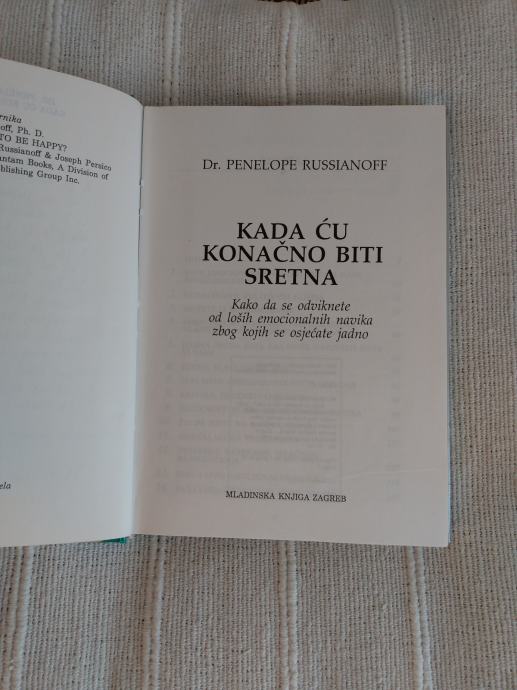 rnika
off, Ph. D.
TO BE HAPPY?
Russianoff & Joseph Persico
antam Books, A Division of
blishing Group Inc.
ela
Dr. PENELOPE RUSSIANOFF
KADA ĆU
KONAČNO BITI
SRETNA
Kako da se odviknete
od loših emocionalnih navika
zbog kojih se osjećate jadno
MLADINSKA KNJIGA ZAGREB